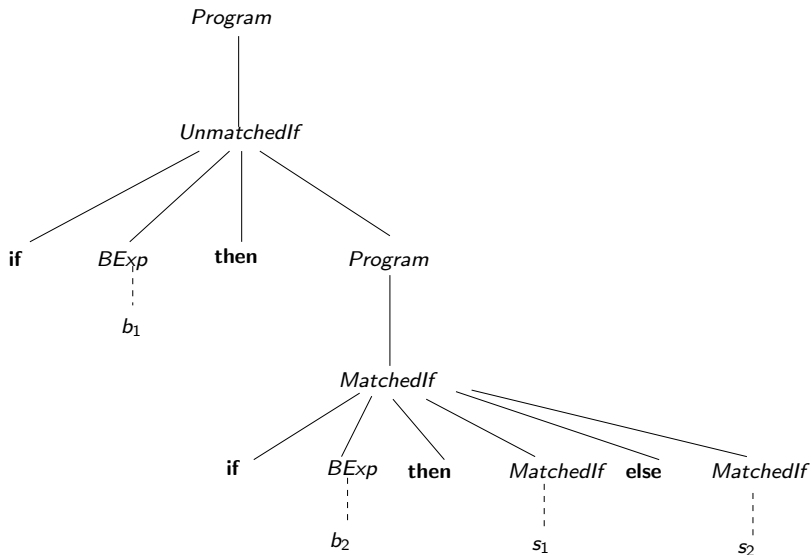 Program
UnmatchedIf
if BExp then Program
b₁
MatchedIf
if BExp then MatchedIf else MatchedIf
b₂ s₁ s₂